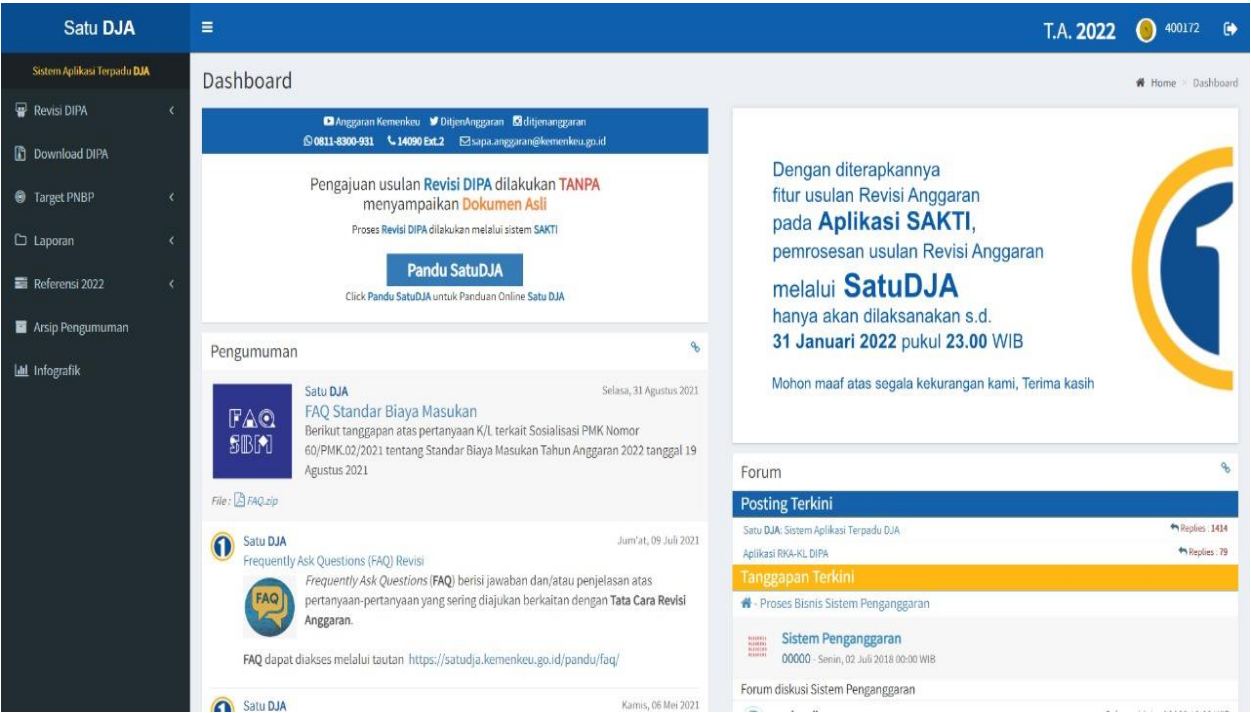 Satu DJA
T.A. 2022
400172
Sistem Aplikasi Terpadu DJA
Revisi DIPA
Download DIPA
Target PNBP
Laporan
Referensi 2022
Arsip Pengumuman
Infografik
Dashboard
Home > Dashboard
Anggaran Kemenkeu DitjenAnggaran ditjenanggaran
0811-8300-931 14090 Ext.2 sapa.anggaran@kemenkeu.go.id
Pengajuan usulan Revisi DIPA dilakukan TANPA
menyampaikan Dokumen Asli
Proses Revisi DIPA dilakukan melalui sistem SAKTI
Pandu SatuDJA
Click Pandu SatuDJA untuk Panduan Online Satu DJA
Pengumuman
FAQ
SBM
Satu DJA
Selasa, 31 Agustus 2021
FAQ Standar Biaya Masukan
Berikut tanggapan atas pertanyaan K/L terkait Sosialisasi PMK Nomor
60/PMK.02/2021 tentang Standar Biaya Masukan Tahun Anggaran 2022 tanggal 19
Agustus 2021
File : FAQ.zip
Satu DJA
Jum'at, 09 Juli 2021
Frequently Ask Questions (FAQ) Revisi
FAQ
Frequently Ask Questions (FAQ) berisi jawaban dan/atau penjelasan atas
pertanyaan-pertanyaan yang sering diajukan berkaitan dengan Tata Cara Revisi
Anggaran.
FAQ dapat diakses melalui tautan https://satudja.kemenkeu.go.id/pandu/faq/
Satu DJA
Kamis, 06 Mei 2021
Dengan diterapkannya
fitur usulan Revisi Anggaran
pada Aplikasi SAKTI,
pemrosesan usulan Revisi Anggaran
melalui SatuDJA
hanya akan dilaksanakan s.d.
31 Januari 2022 pukul 23.00 WIB
Mohon maaf atas segala kekurangan kami, Terima kasih
Forum
Posting Terkini
Satu DJA: Sistem Aplikasi Terpadu DJA
Replies : 1414
Aplikasi RKA-KL DIPA
Replies : 79
Tanggapan Terkini
- Proses Bisnis Sistem Penganggaran
Sistem Penganggaran
00000 - Senin, 02 Juli 2018 00:00 WIB
Forum diskusi Sistem Penganggaran